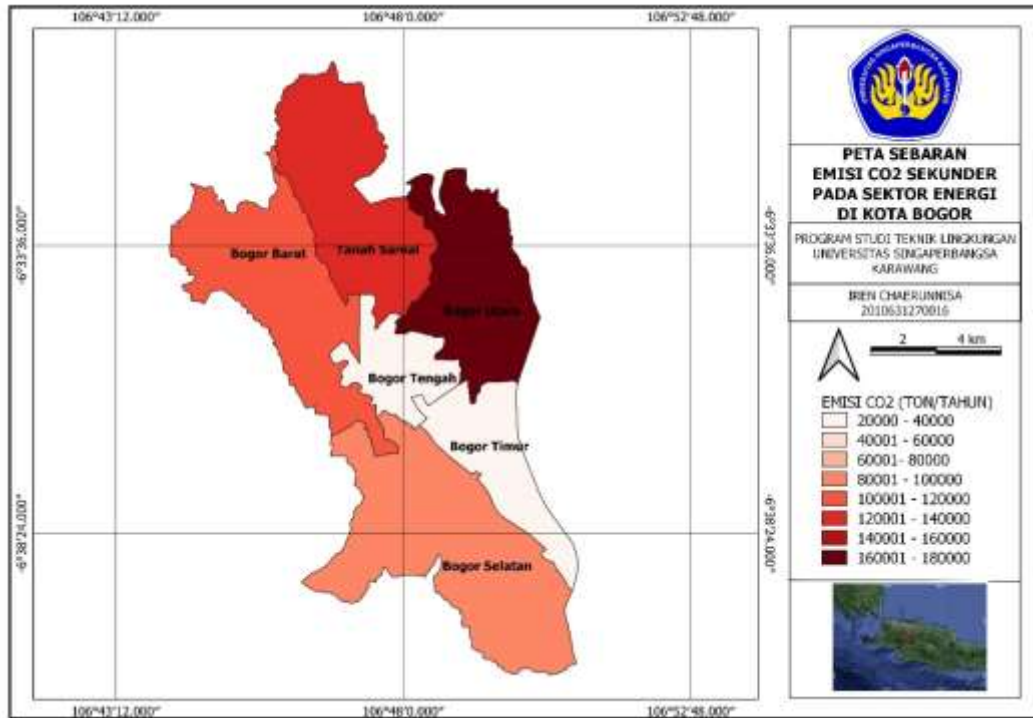 106°43'12.000"
106°48'0.000"
106°52'48.000"
-6°33'36.000"
-6°38'24.000"
Bogor Barat
Tanah Sareal
Bogor Utara
Bogor Tengah
Bogor Timur
Bogor Selatan
-6°33'36.000"
-6°38'24.000"
106°43'12.000"
106°48'0.000"
106°52'48.000"
UNIVERSITAS SINGAPERBANGSA KARAWANG
PETA SEBARAN
EMISI CO2 SEKUNDER
PADA SEKTOR ENERGI
DI KOTA BOGOR
PROGRAM STUDI TEKNIK LINGKUNGAN
UNIVERSITAS SINGAPERBANGSA
KARAWANG
IREN CHAERUNNISA
2010631270016
2 4 km
EMISI CO2 (TON/TAHUN)
20000 - 40000
40001 - 60000
60001- 80000
80001 - 100000
100001 - 120000
120001 - 140000
140001 - 160000
160001 - 180000